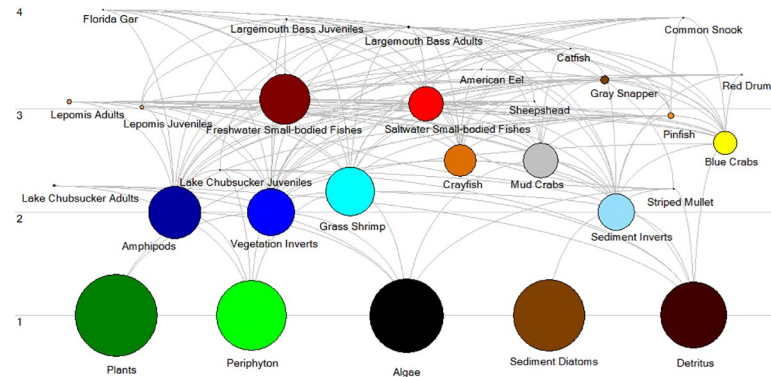 4
Florida Gar
Largemouth Bass Juveniles
Largemouth Bass Adults
Common Snook
Catfish
American Eel
Gray Snapper
Red Drum
Lepomis Adults
Lepomis Juveniles
Freshwater Small-bodied Fishes
Saltwater Small-bodied Fishes
Sheepshead
Pinfish
3
Blue Crabs
Lake Chubsucker Juveniles
Crayfish
Mud Crabs
Lake Chubsucker Adults
Striped Mullet
2
Amphipods
Vegetation Inverts
Grass Shrimp
Sediment Inverts
1
Plants
Periphyton
Algae
Sediment Diatoms
Detritus